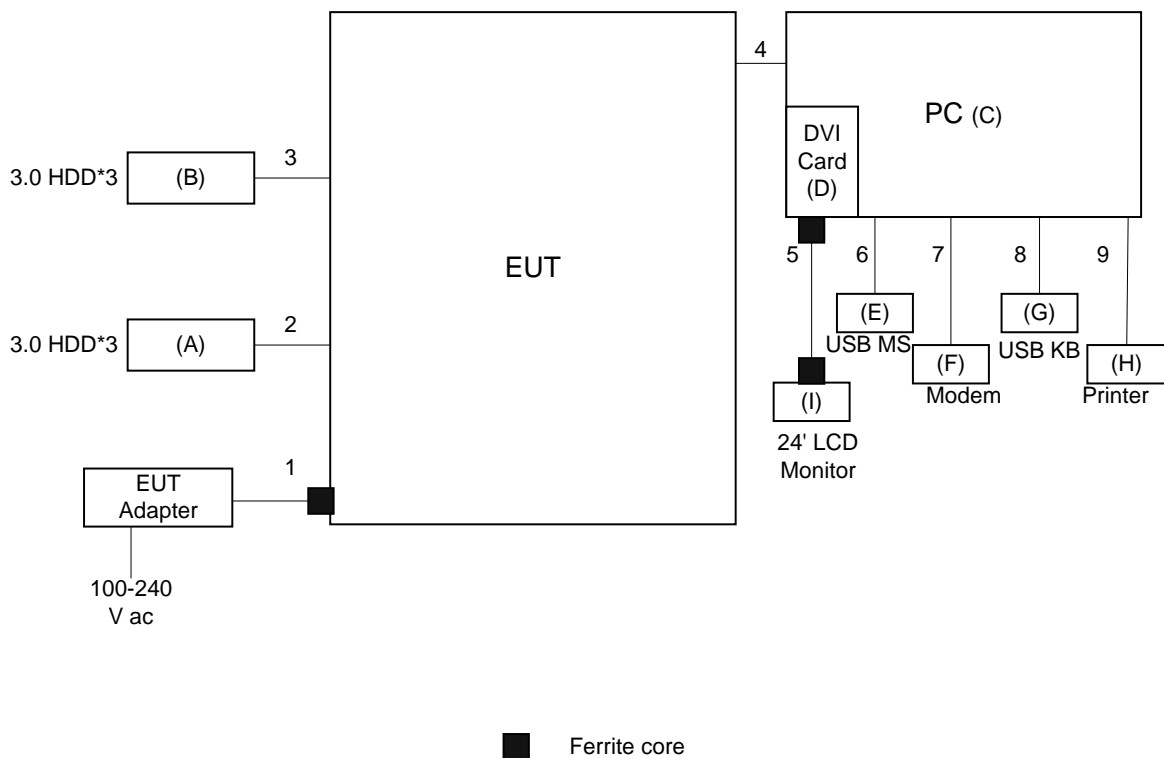 4
PC (C)
DVI
Card
(D)
3
3.0 HDD*3
(B)
EUT
5
6
7
8
9
2
3.0 HDD*3
(A)
(E)
USB MS
(G)
USB KB
(F)
Modem
(H)
Printer
(I)
24' LCD
Monitor
1
EUT
Adapter
100-240
V ac
Ferrite core